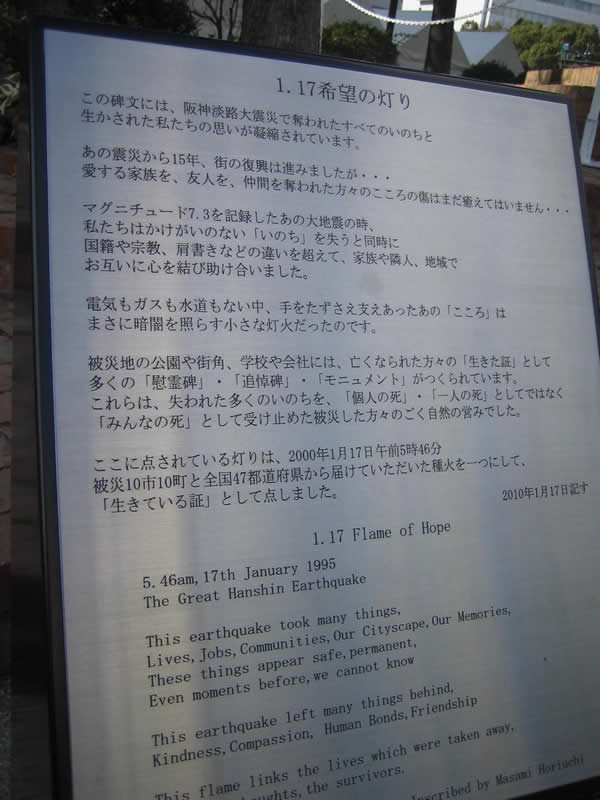 1.17希望の灯り
この碑文には、阪神淡路大震災で奪われたすべてのいのちと
生かされた私たちの思いが凝縮されています。
あの震災から15年、街の復興は進みましたが・・・
愛する家族を、友人を、仲間を奪われた方々のこころの傷はまだ癒えてはいません・・・
マグニチュード7.3を記録したあの大地震の時、
私たちはかけがいのない「いのち」を失うと同時に
国籍や宗教、肩書きなどの違いを超えて、家族や隣人、地域で
お互いに心を結び助け合いました。
電気もガスも水道もない中、手をたずさえ支えあったあの「こころ」は
まさに暗闇を照らす小さな灯火だったのです。
被災地の公園や街角、学校や会社には、亡くなられた方々の「生きた証」として
多くの「慰霊碑」・「追悼碑」・「モニュメント」がつくられています。
これらは、失われた多くのいのちを、「個人の死」・「一人の死」としてではなく
「みんなの死」として受け止めた被災した方々のごく自然の営みでした。
ここに点されている灯りは、2000年1月17日午前5時46分
被災10市10町と全国47都道府県から届けていただいた種火を一つにして、
「生きている証」として点しました。
2010年1月17日記す
1.17 Flame of Hope
5.46am,17th January 1995
The Great Hanshin Earthquake
This earthquake took many things,
Lives,Jobs,Communities,Our Cityscape,Our Memories,
These things appear safe,permanent,
Even moments before,we cannot know
This earthquake left many things behind,
Kindness,Compassion, Human Bonds,Friendship
This flame links the lives which were taken away,
the survivors.
by Masami Horiuchi